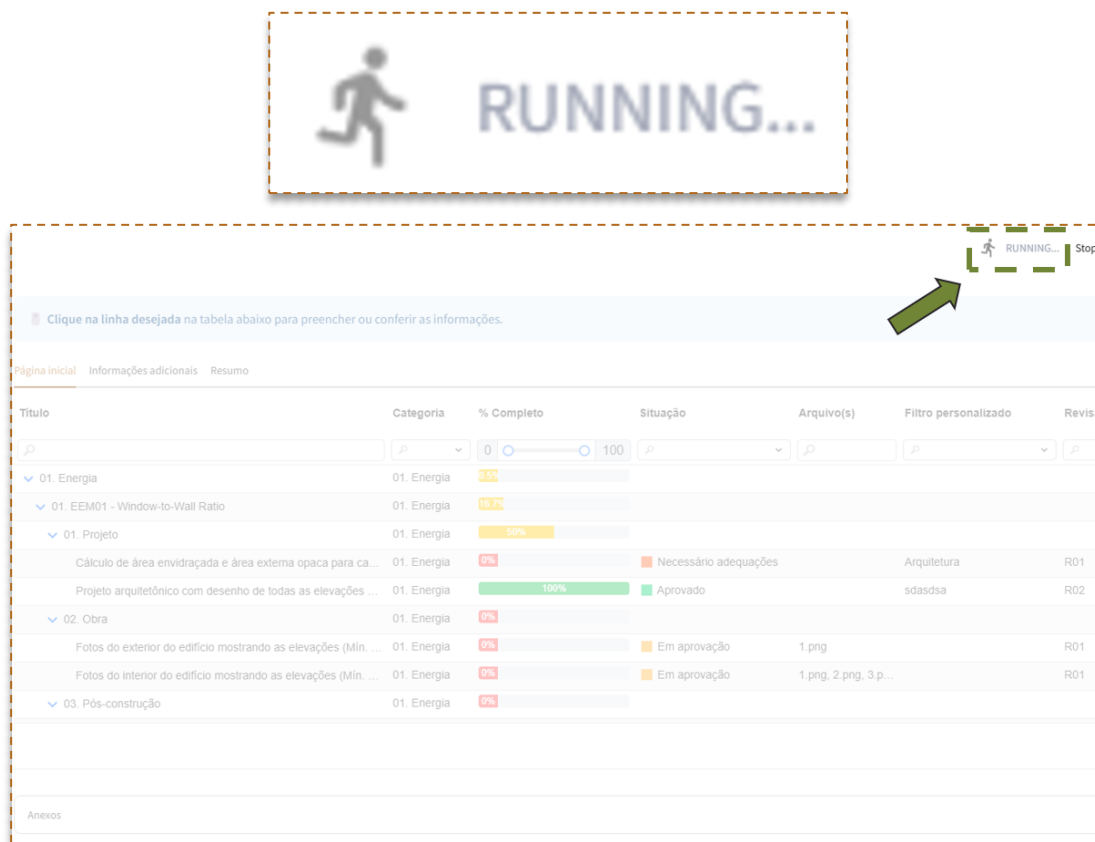 RUNNING...
RUNNING... Stop
Clique na linha desejada na tabela abaixo para preencher ou conferir as informações.
Página inicial Informações adicionais Resumo
Título Categoria % Completo Situação Arquivo(s) Filtro personalizado Revis
0 100
01. Energia 01. Energia
01. EEM01 - Window-to-Wall Ratio 01. Energia 10.7%
01. Projeto 01. Energia 50%
Cálculo de área envidraçada e área externa opaca para ca... 01. Energia 0% Necessário adequações Arquitetura R01
Projeto arquitetônico com desenho de todas as elevações ... 01. Energia 100% Aprovado sdasdsa R02
02. Obra 01. Energia 0%
Fotos do exterior do edifício mostrando as elevações (Mín. ... 01. Energia 0% Em aprovação 1.png R01
Fotos do interior do edifício mostrando as elevações (Mín. ... 01. Energia 0% Em aprovação 1.png, 2.png, 3.p... R01
03. Pós-construção 01. Energia 0%
Anexos